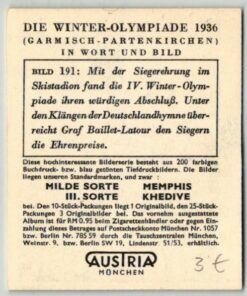 DIE WINTER-OLYMPIADE 1936
(GARMISCH-PARTENKIRCHEN)
IN WORT UND BILD
BILD 191: Mit der Siegerehrung im
Skistadion fand die IV. Winter-Olym-
piade ihren würdigen Abschluß. Unter
den Klängen der Deutschlandhymne über-
reicht Graf Baillet-Latour den Siegern
die Ehrenpreise.
Diese hochinteressante Bilderserie besteht aus 200 farbigen
Buchdruck- bzw. blau getönten Tiefdruckbildern. Die Bilder
liegen unseren Standardmarken, und zwar :
MILDE SORTE MEMPHIS
III. SORTE KHEDIVE
bei. Den 10-Stück-Packungen liegt 1 Originalbild, den 25-Stück-
Packungen 3 Originalbilder bei. Das vornehm ausgestattete
Album ist für RM 0.95 beim Zigarettenhändler oder gegen Ein-
zahlung dieses Betrages auf Postscheckkonto München Nr. 1057
bzw. Berlin Nr. 785 59 durch die Tauschzentralen München,
Weinstr. 9, bzw. Berlin SW 19, Lindenstr. 51/53, erhältlich.
AUSTRIA
MÜNCHEN
3 €